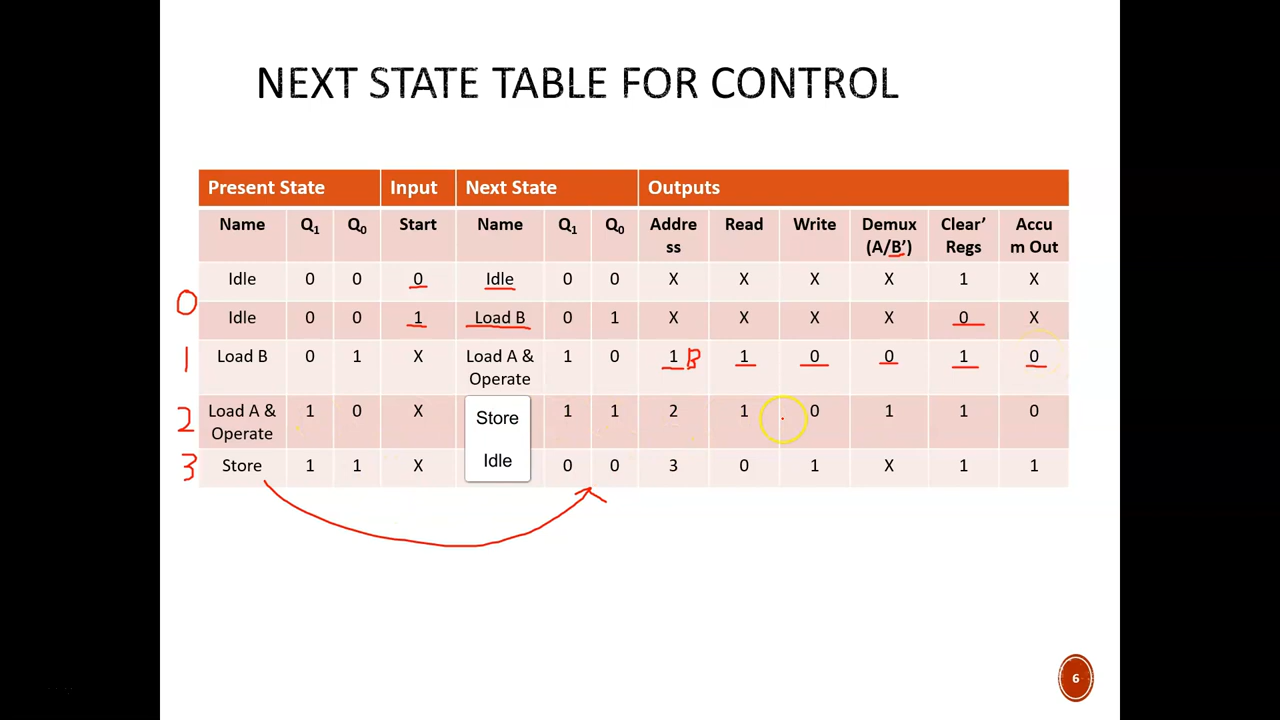 NEXT STATE TABLE FOR CONTROL
Present State Input Next State Outputs
Name Q1 Q0 Start Name Q1 Q0 Addre Read Write Demux Clear’ Accu
ss (A/B’) Regs m Out
Idle 0 0 0 Idle 0 0 X X X X 1 X
0
Idle 0 0 1 Load B 0 1 X X X X 0 X
1 Load B 0 1 X Load A & 1 0 1 B 1 0 0 1 0
Operate
2 Load A & 1 0 X Store 1 1 2 1 0 1 1 0
Operate
3 Store 1 1 X Idle 0 0 3 0 1 X 1 1
6